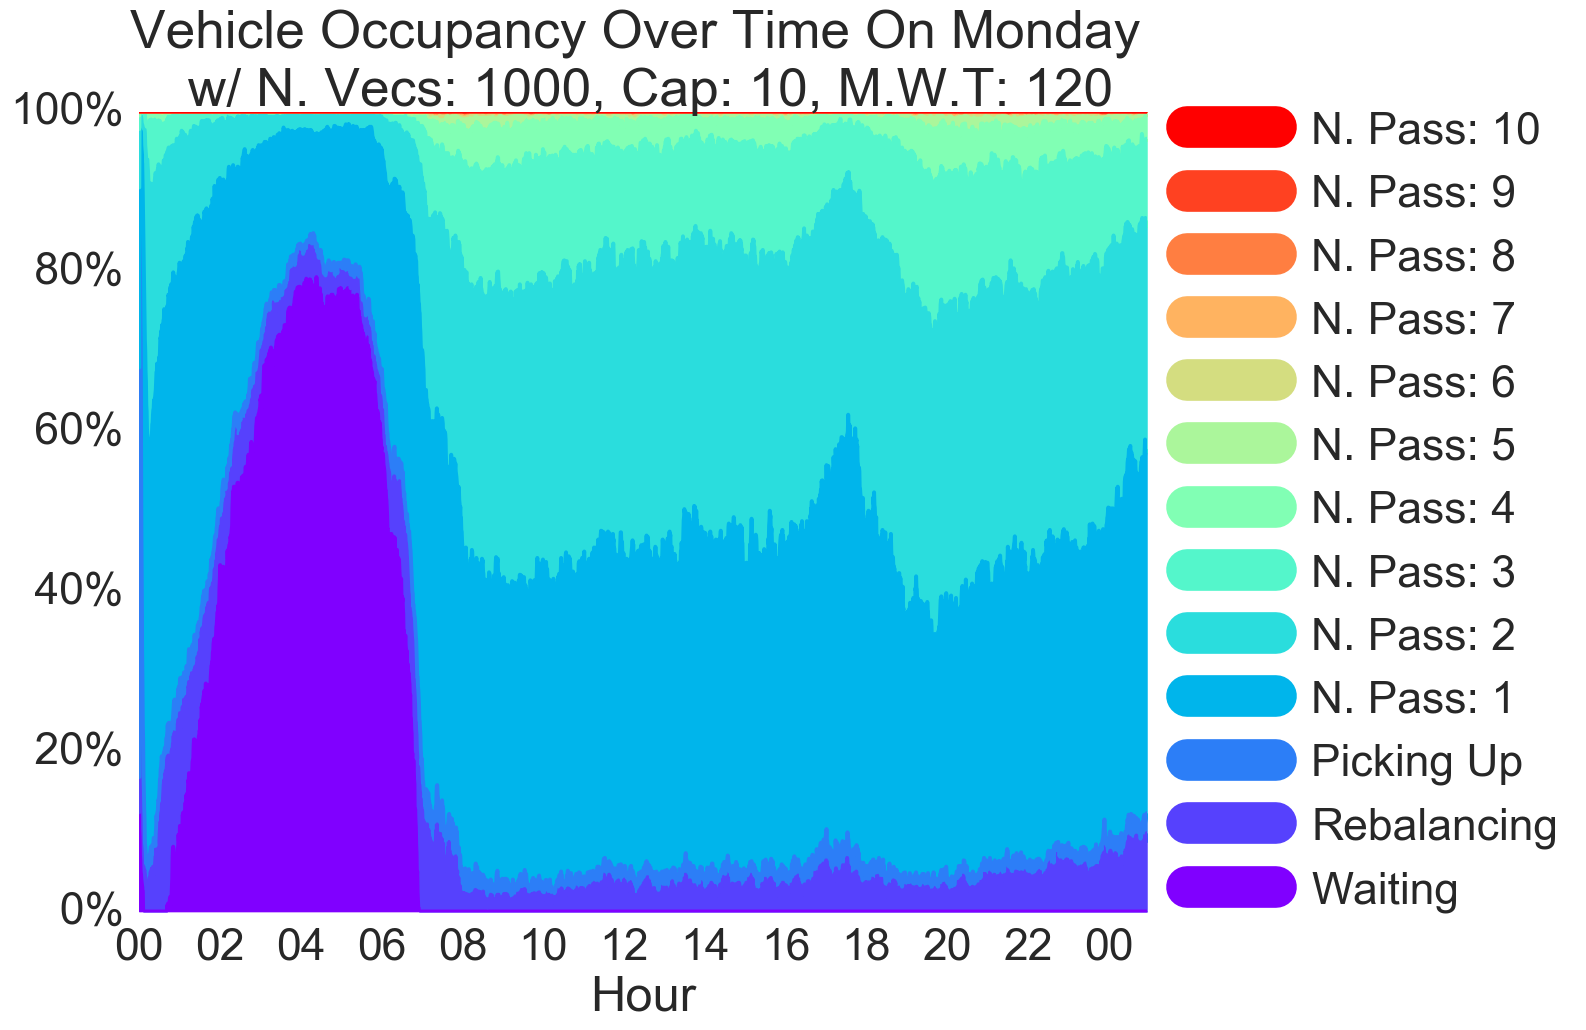 Vehicle Occupancy Over Time On Monday
w/ N. Vecs: 1000, Cap: 10, M.W.T: 120
100%
80%
60%
40%
20%
0%
00 02 04 06 08 10 12 14 16 18 20 22 00
Hour
N. Pass: 10
N. Pass: 9
N. Pass: 8
N. Pass: 7
N. Pass: 6
N. Pass: 5
N. Pass: 4
N. Pass: 3
N. Pass: 2
N. Pass: 1
Picking Up
Rebalancing
Waiting